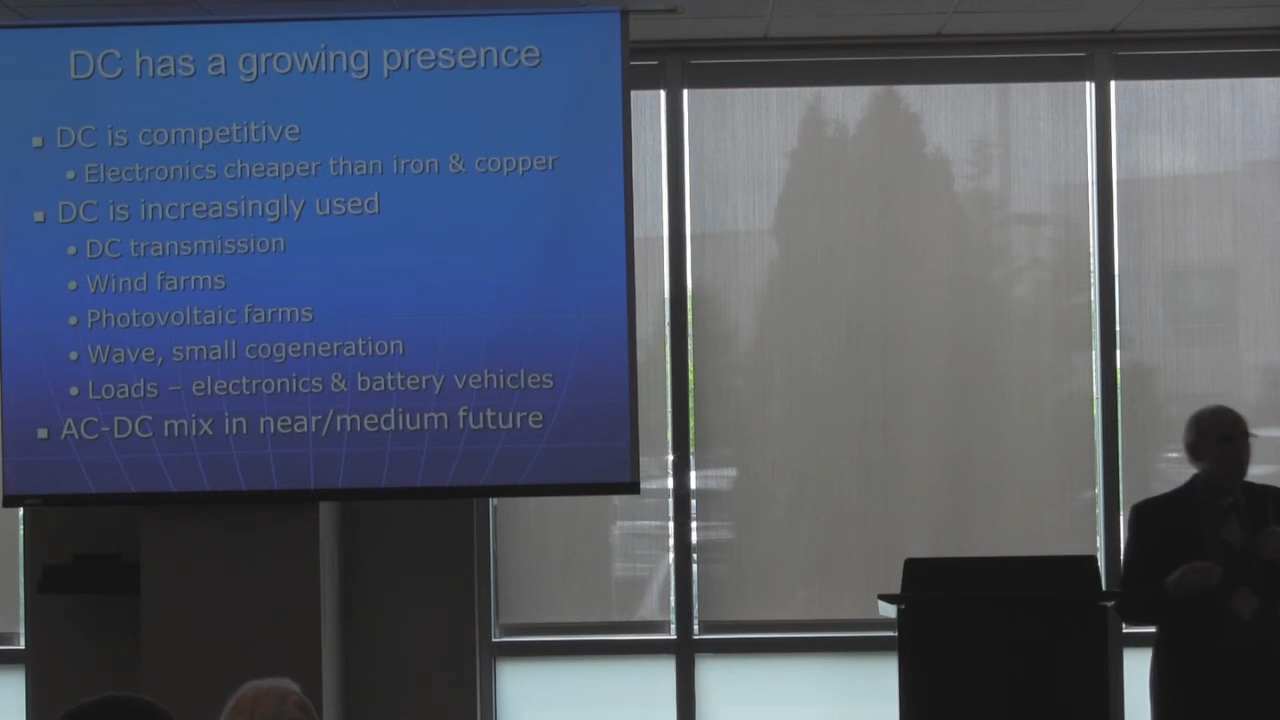 DC has a growing presence
DC is competitive
Electronics cheaper than iron & copper
DC is increasingly used
DC transmission
Wind farms
Photovoltaic farms
Wave, small cogeneration
Loads – electronics & battery vehicles
AC-DC mix in near/medium future